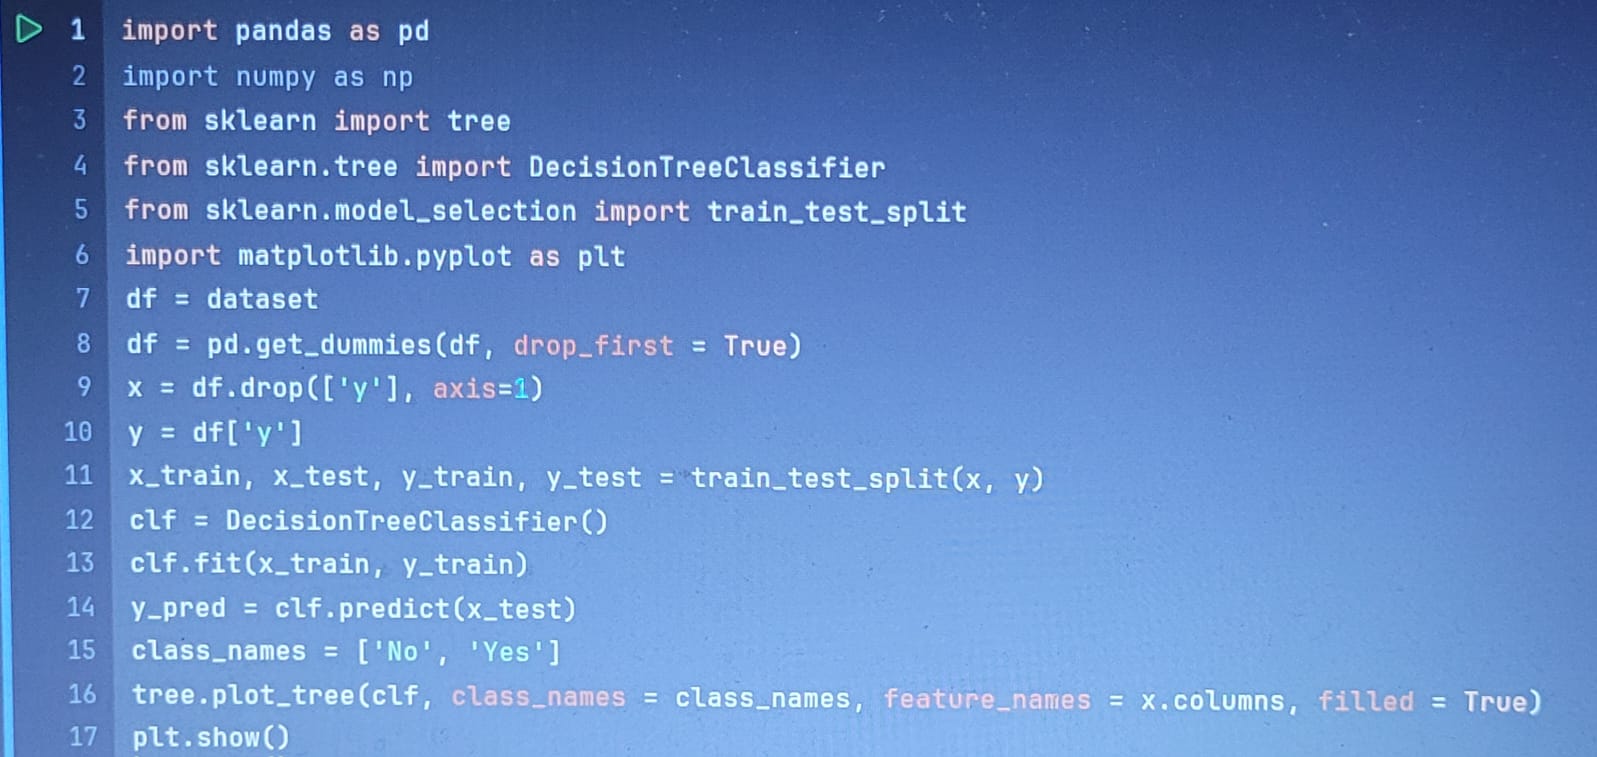 1 import pandas as pd
2 import numpy as np
3 from sklearn import tree
4 from sklearn.tree import DecisionTreeClassifier
5 from sklearn.model_selection import train_test_split
6 import matplotlib.pyplot as plt
7 df = dataset
8 df = pd.get_dummies(df, drop_first = True)
9 x = df.drop(['y'], axis=1)
10 y = df['y']
11 x_train, x_test, y_train, y_test = train_test_split(x, y)
12 clf = DecisionTreeClassifier()
13 clf.fit(x_train, y_train)
14 y_pred = clf.predict(x_test)
15 class_names = ['No', 'Yes']
16 tree.plot_tree(clf, class_names = class_names, feature_names = x.columns, filled = True)
17 plt.show()